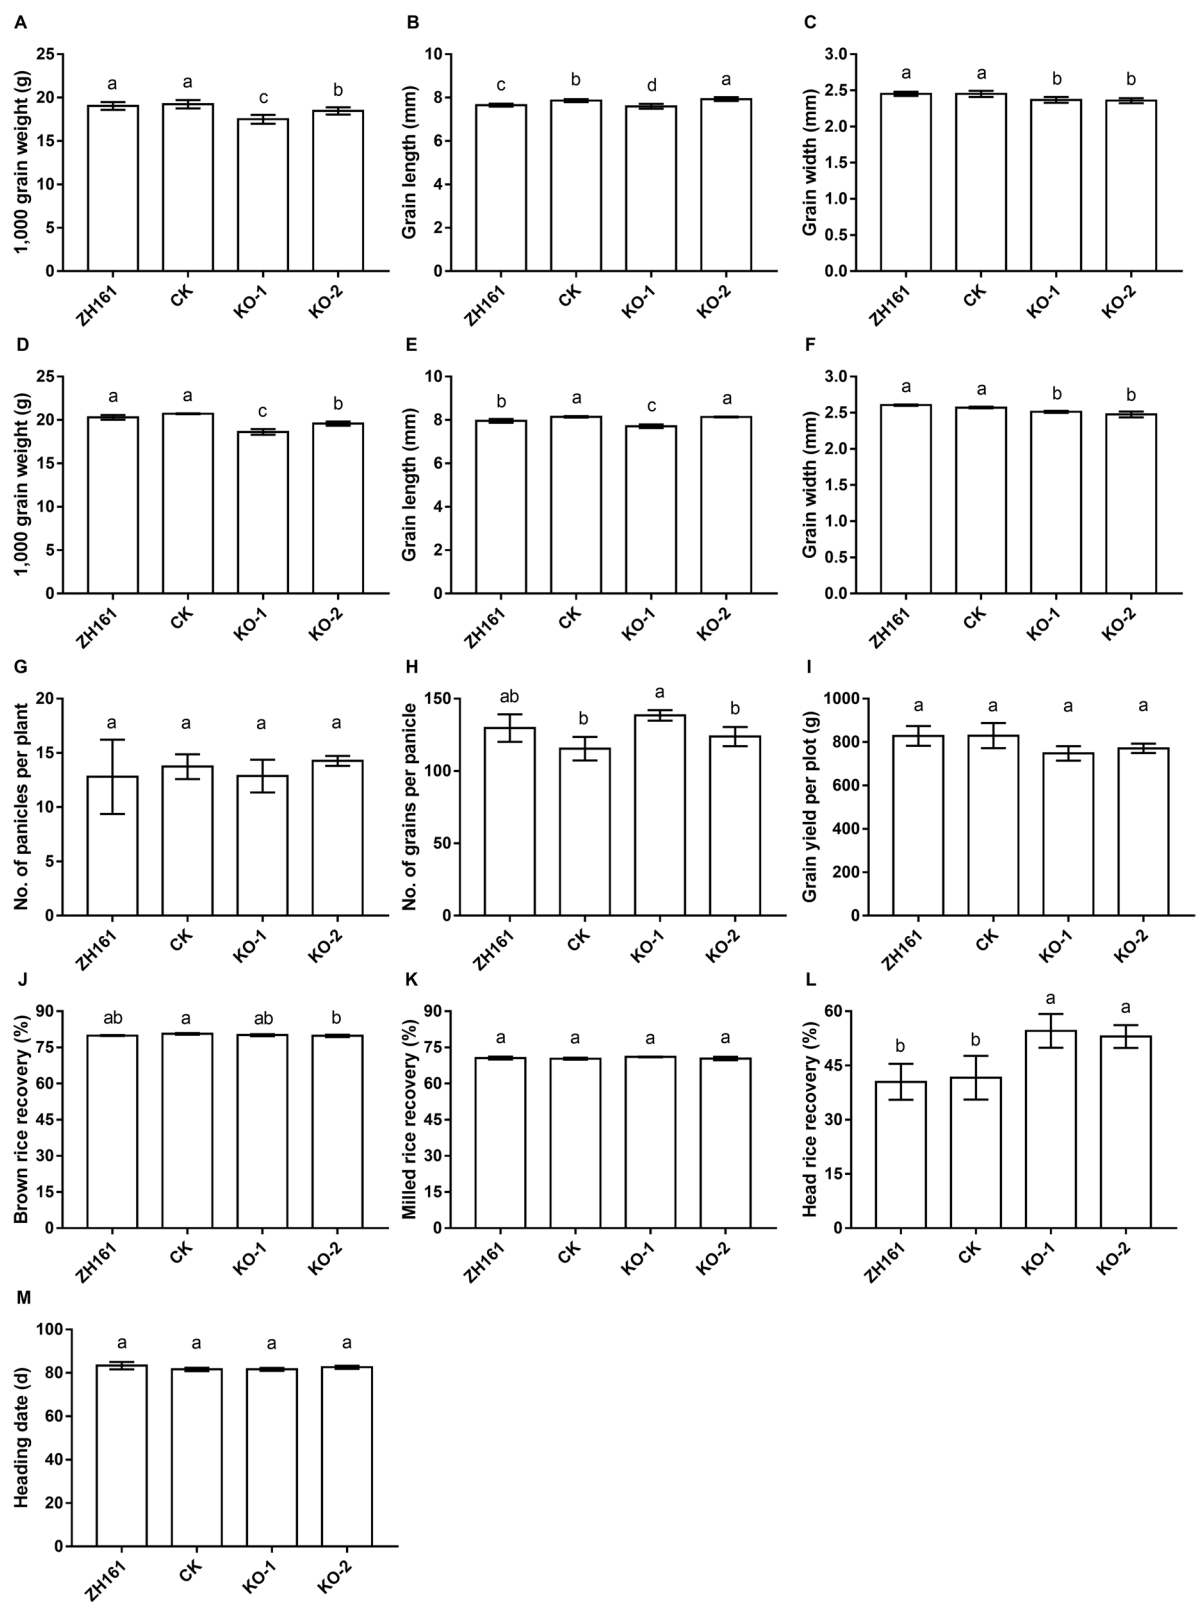 A
1,000 grain weight (g)
25
20
15
10
5
0
a
a
c
b
ZH161
CK
KO-1
KO-2
B
Grain length (mm)
10
8
6
4
2
0
c
b
d
a
ZH161
CK
KO-1
KO-2
C
Grain width (mm)
3.0
2.5
2.0
1.5
1.0
0.5
0.0
a
a
b
b
ZH161
CK
KO-1
KO-2
D
1,000 grain weight (g)
25
20
15
10
5
0
a
a
c
b
ZH161
CK
KO-1
KO-2
E
Grain length (mm)
10
8
6
4
2
0
b
a
c
a
ZH161
CK
KO-1
KO-2
F
Grain width (mm)
3.0
2.5
2.0
1.5
1.0
0.5
0.0
a
a
b
b
ZH161
CK
KO-1
KO-2
G
No. of panicles per plant
20
15
10
5
0
a
a
a
a
ZH161
CK
KO-1
KO-2
H
No. of grains per panicle
150
100
50
0
ab
b
a
b
ZH161
CK
KO-1
KO-2
I
Grain yield per plot (g)
1000
800
600
400
200
0
a
a
a
a
ZH161
CK
KO-1
KO-2
J
Brown rice recovery (%)
90
75
60
45
30
15
0
ab
a
ab
b
ZH161
CK
KO-1
KO-2
K
Milled rice recovery (%)
90
75
60
45
30
15
0
a
a
a
a
ZH161
CK
KO-1
KO-2
L
Head rice recovery (%)
60
45
30
15
0
b
b
a
a
ZH161
CK
KO-1
KO-2
M
Heading date (d)
100
80
60
40
20
0
a
a
a
a
ZH161
CK
KO-1
KO-2